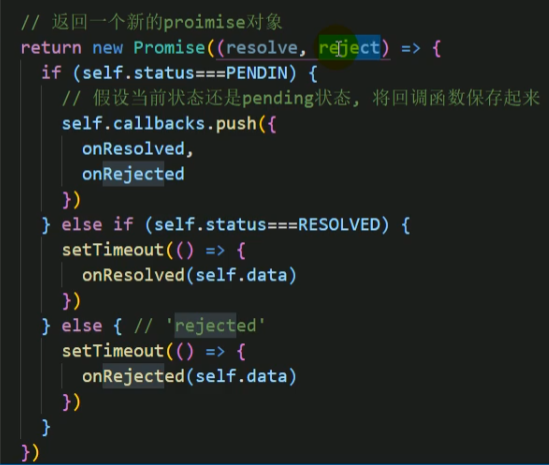 // 返回一个新的proimise对象
return new Promise((resolve, reject) => {
if (self.status===PENDIN) {
// 假设当前状态还是pending状态, 将回调函数保存起来
self.callbacks.push({
onResolved,
onRejected
})
} else if (self.status===RESOLVED) {
setTimeout(() => {
onResolved(self.data)
})
} else { // 'rejected'
setTimeout(() => {
onRejected(self.data)
})
}
})